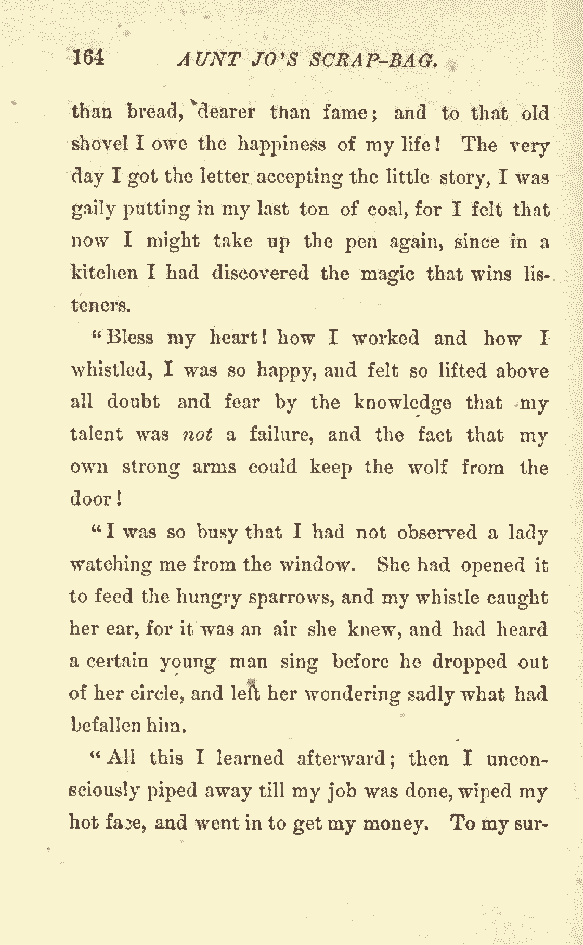 164 AUNT JO'S SCRAP-BAG.
than bread, dearer than fame; and to that old
shovel I owe the happiness of my life! The very
day I got the letter accepting the little story, I was
gaily putting in my last ton of coal, for I felt that
now I might take up the pen again, since in a
kitchen I had discovered the magic that wins lis-
teners.
"Bless my heart! how I worked and how I
whistled, I was so happy, and felt so lifted above
all doubt and fear by the knowledge that my
talent was not a failure, and the fact that my
own strong arms could keep the wolf from the
door!
"I was so busy that I had not observed a lady
watching me from the window. She had opened it
to feed the hungry sparrows, and my whistle caught
her ear, for it was an air she knew, and had heard
a certain young man sing before he dropped out
of her circle, and left her wondering sadly what had
befallen him.
"All this I learned afterward; then I uncon-
sciously piped away till my job was done, wiped my
hot face, and went in to get my money. To my sur-